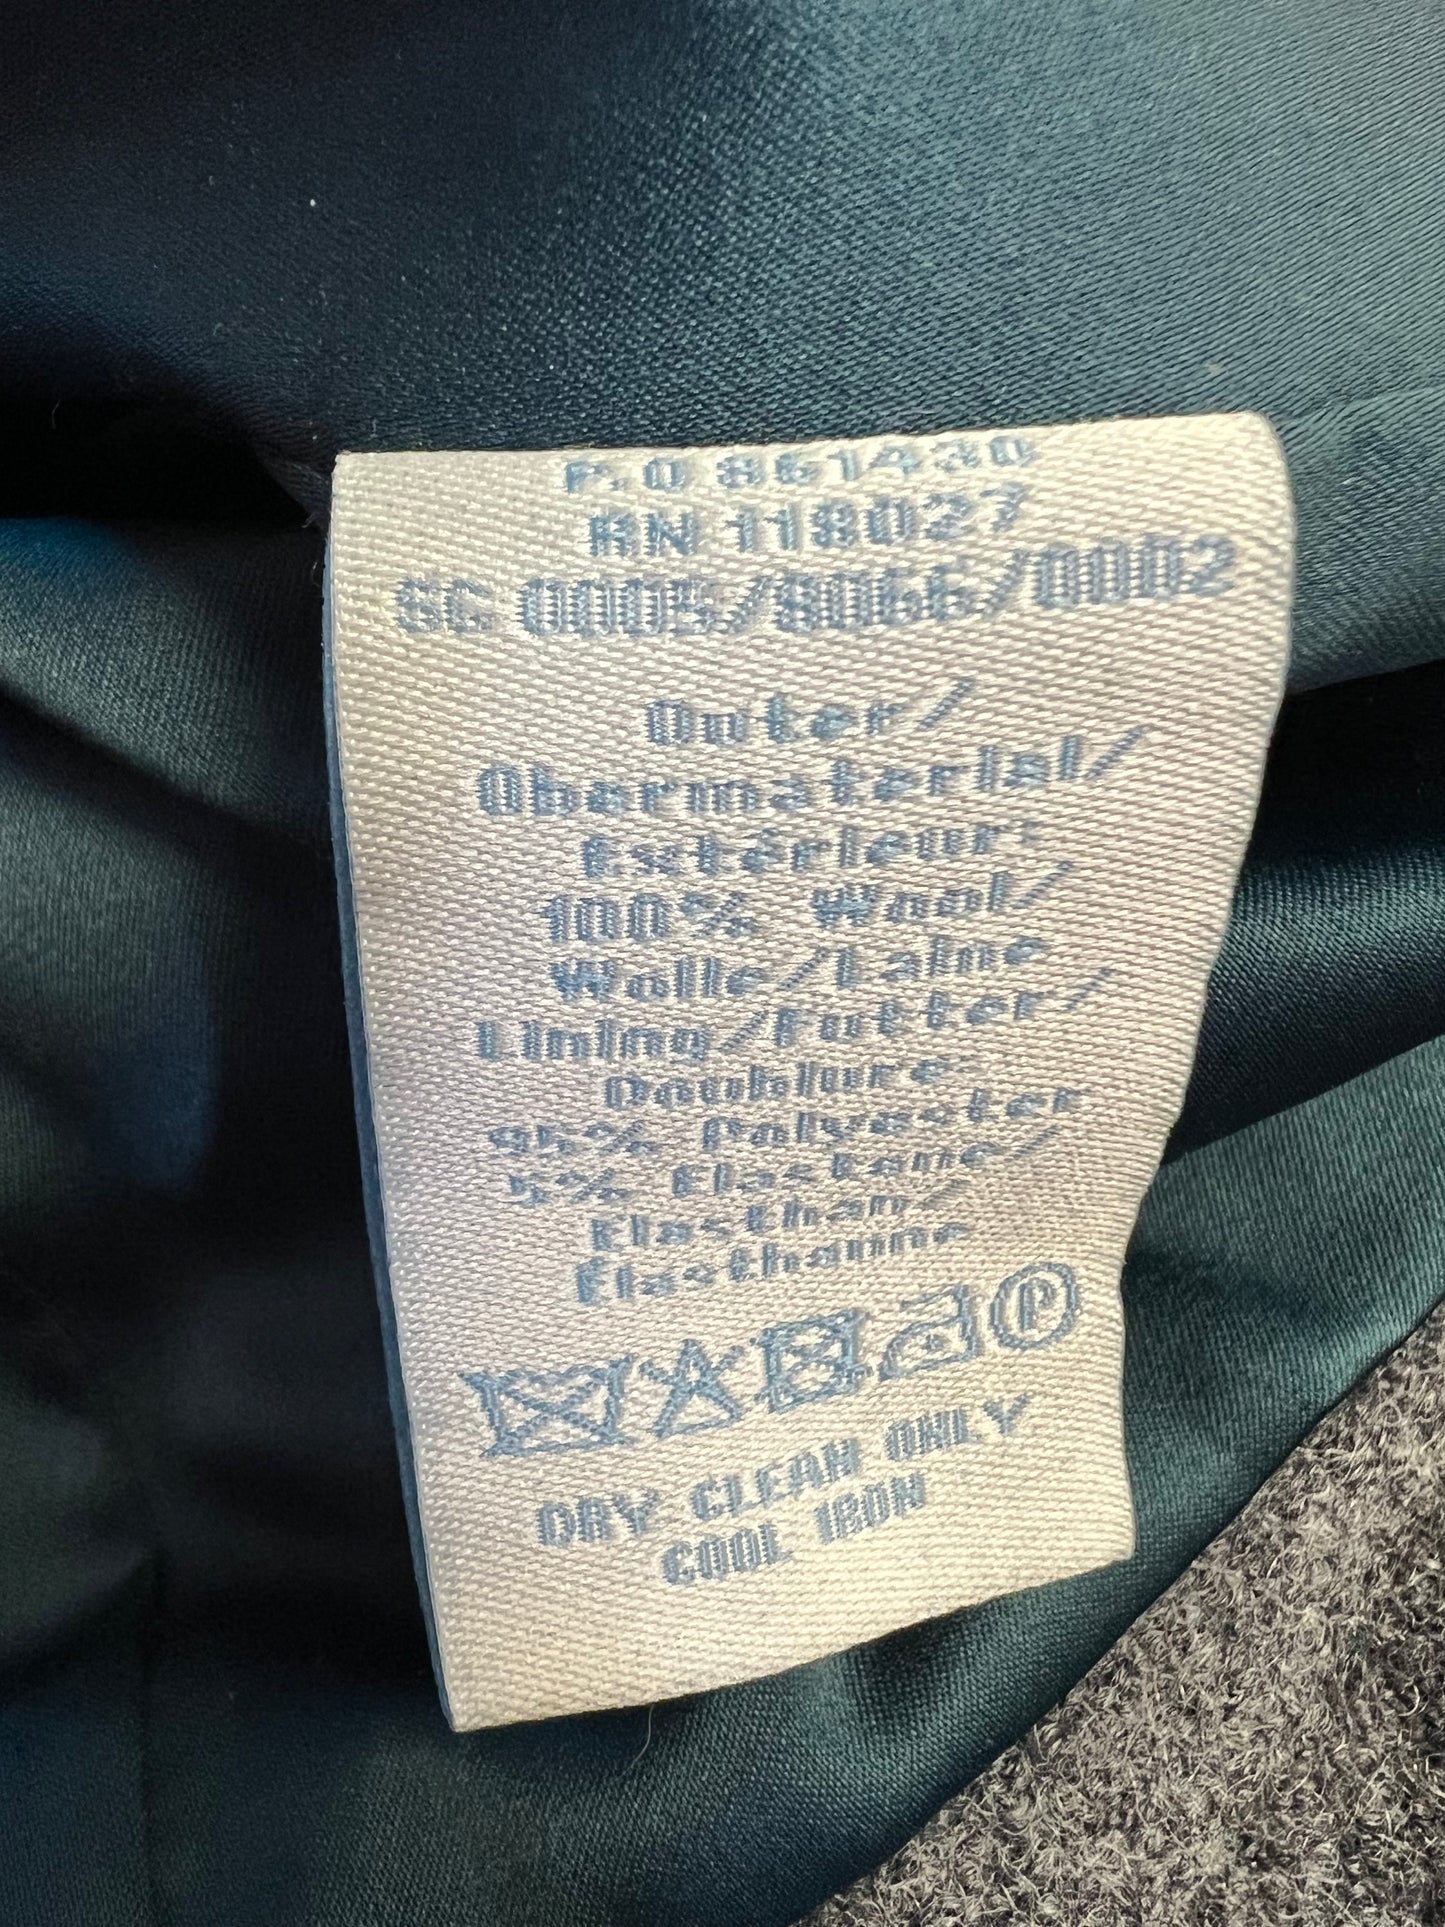 P.O 861430
RN 118027
SC 0005/8066/0002
Outer/
Obermaterial/
Extérieur:
100% Wool/
Wolle/Laine
Lining/Futter/
Doublure:
95% Polyester
5% Elastane/
Elasthan/
Élasthanne
P
DRY CLEAN ONLY
COOL IRON